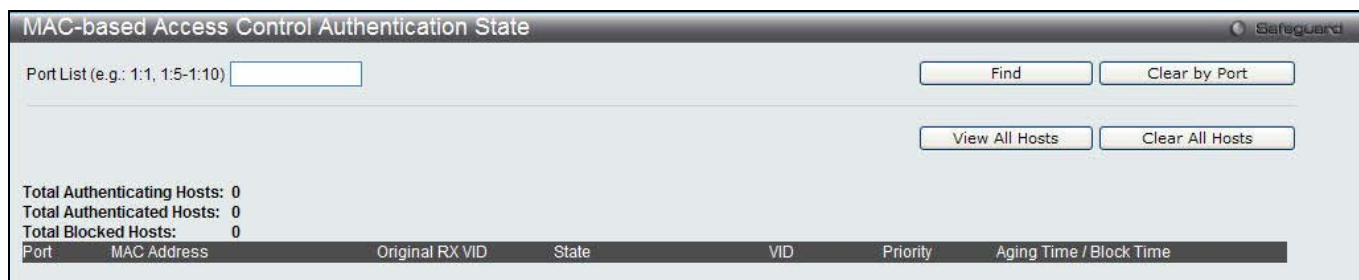 MAC-based Access Control Authentication State Safeguard
Port List (e.g.: 1:1, 1:5-1:10) Find Clear by Port
View All Hosts Clear All Hosts
Total Authenticating Hosts: 0
Total Authenticated Hosts: 0
Total Blocked Hosts: 0
Port MAC Address Original RX VID State VID Priority Aging Time / Block Time